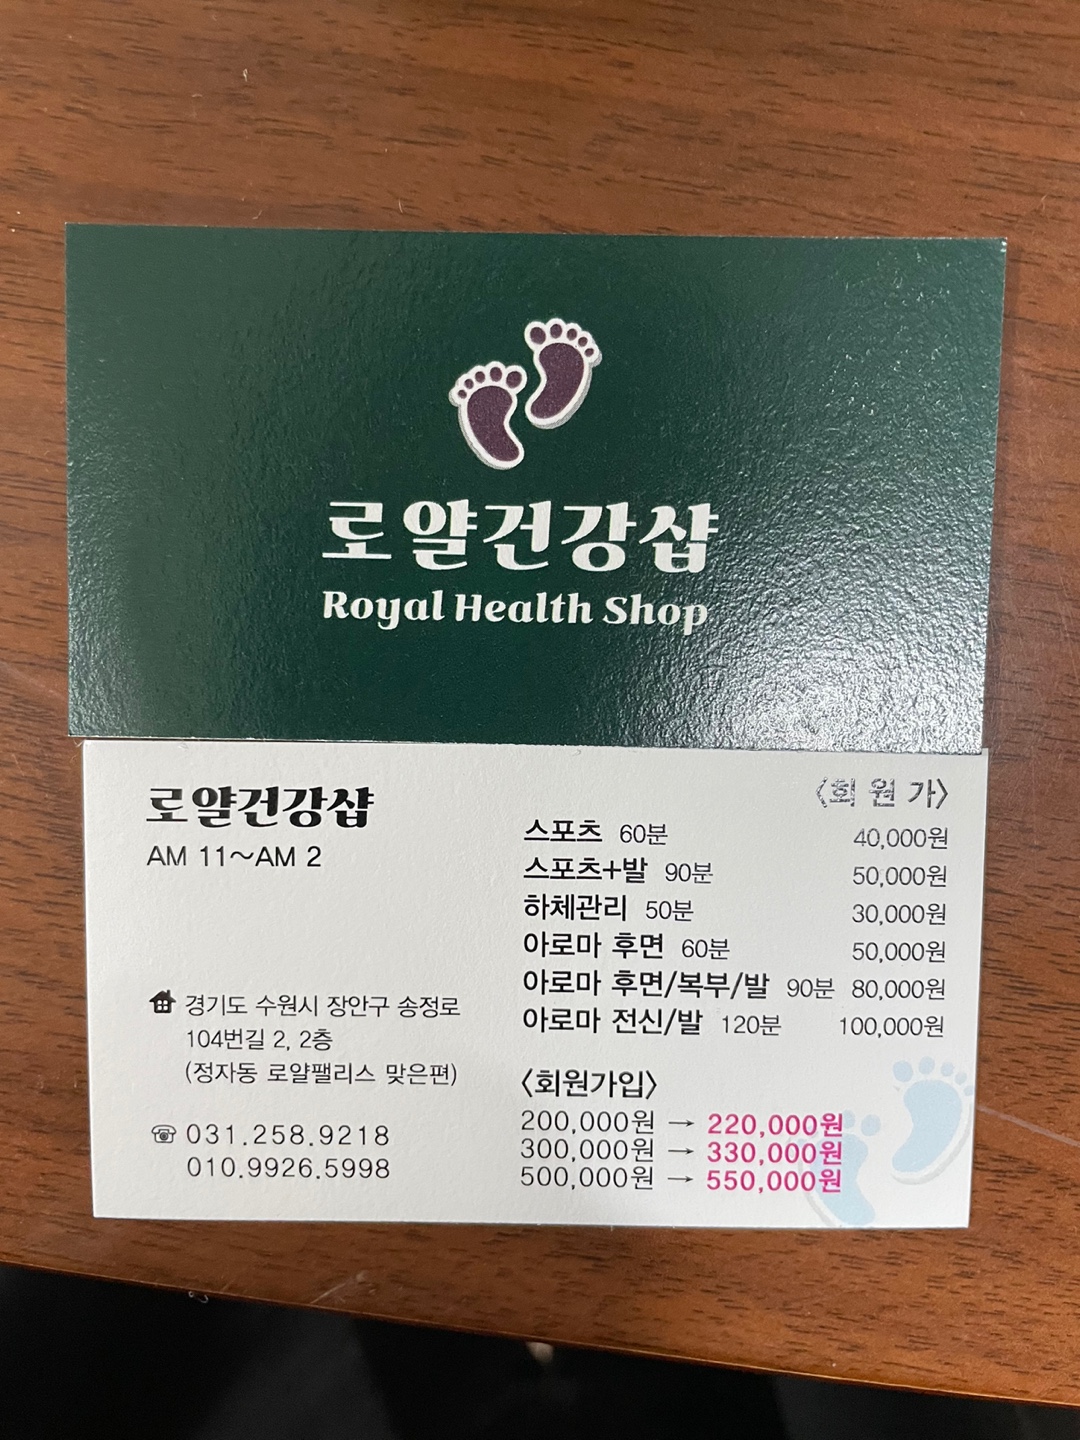 로얄건강샵
Royal Health Shop
로얄건강샵
AM 11~AM 2
경기도 수원시 장안구 송정로
104번길 2, 2층
(정자동 로얄팰리스 맞은편)
031.258.9218
010.9926.5998
<회 원 가>
스포츠 60분 40,000원
스포츠+발 90분 50,000원
하체관리 50분 30,000원
아로마 후면 60분 50,000원
아로마 후면/복부/발 90분 80,000원
아로마 전신/발 120분 100,000원
<회원가입>
200,000원 → 220,000원
300,000원 → 330,000원
500,000원 → 550,000원